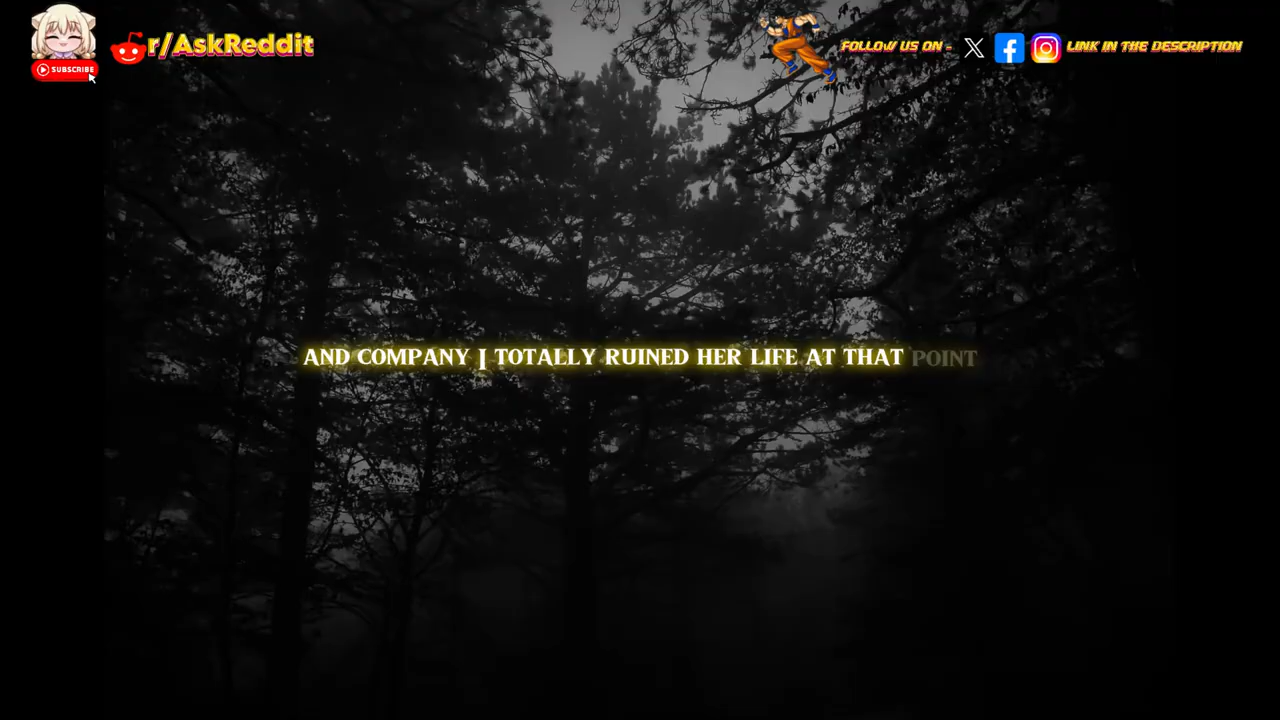 r/AskReddit
SUBSCRIBE
FOLLOW US ON -
LINK IN THE DESCRIPTION
AND COMPANY I TOTALLY RUINED HER LIFE AT THAT POINT